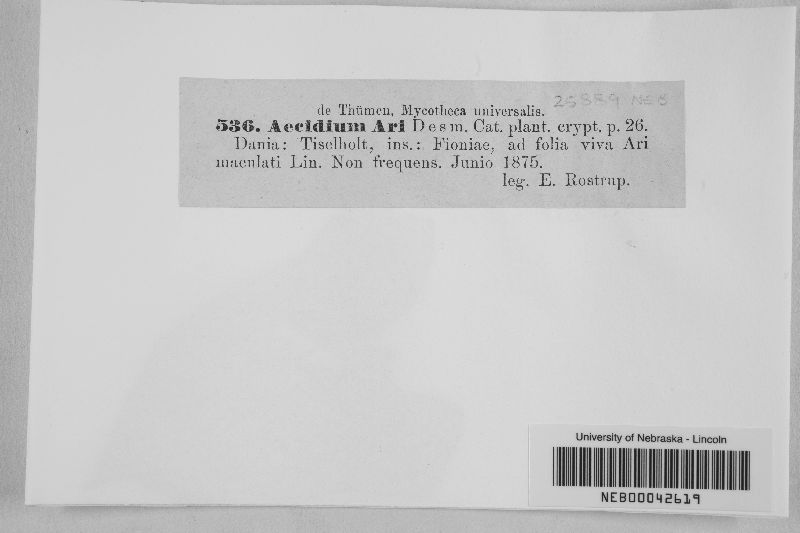 25889 NEB
de Thümen, Mycotheca universalis.
536. Aecidium Ari Desm. Cat. plant. crypt. p. 26.
Dania: Tiselholt, ins.: Fioniae, ad folia viva Ari
maculati Lin. Non frequens. Junio 1875.
leg. E. Rostrup.
University of Nebraska - Lincoln
NEB00042619